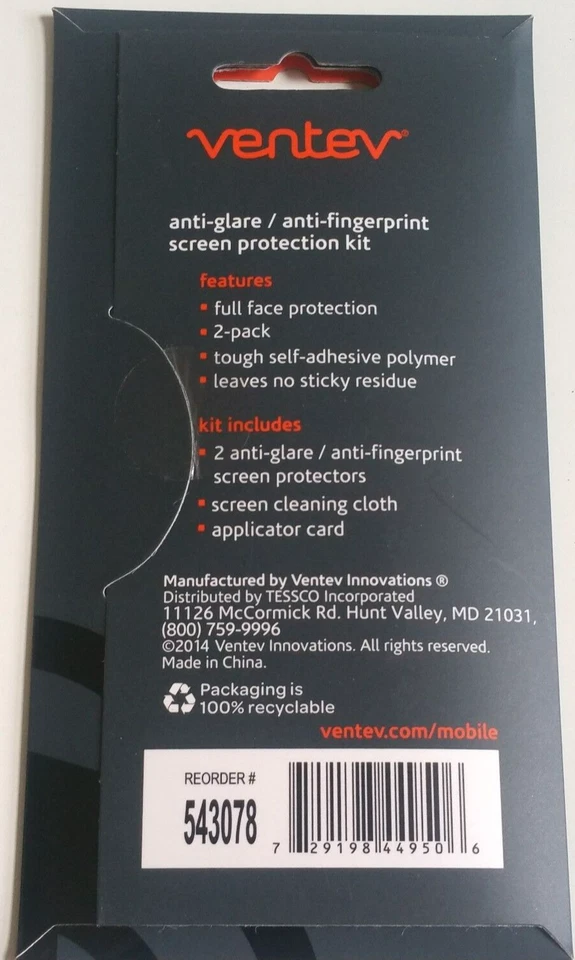 ventev®
anti-glare / anti-fingerprint
screen protection kit
features
▪ full face protection
▪ 2-pack
▪ tough self-adhesive polymer
▪ leaves no sticky residue
kit includes
▪ 2 anti-glare / anti-fingerprint
screen protectors
▪ screen cleaning cloth
▪ applicator card
Manufactured by Ventev Innovations ®
Distributed by TESSCO Incorporated
11126 McCormick Rd. Hunt Valley, MD 21031,
(800) 759-9996
©2014 Ventev Innovations. All rights reserved.
Made in China.
Packaging is
100% recyclable
ventev.com/mobile
REORDER #
543078
7 29198 44950 6